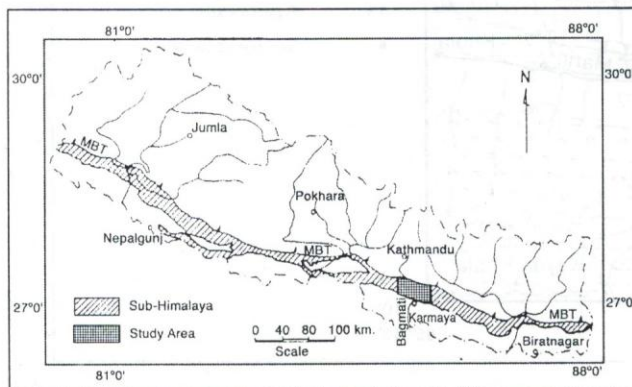 81°0'
88°0'
30°0'
30°0'
N
Jumla
MBT
Pokhara
Nepalgunj
MBT
Kathmandu
27°0'
27°0'
Sub-Himalaya
Study Area
0 40 80 100 km.
Scale
Bagmati
Karmaya
MBT
Biratnagar
81°0'
88°0'